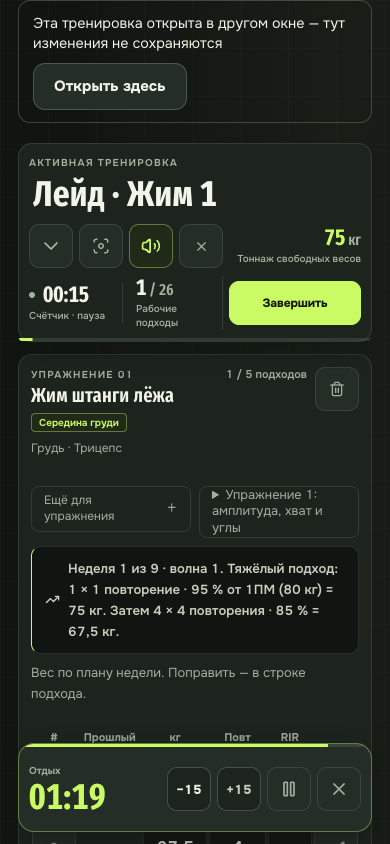 Эта тренировка открыта в другом окне — тут
изменения не сохраняются
Открыть здесь
АКТИВНАЯ ТРЕНИРОВКА
Лейд · Жим 1
75 кг
Тоннаж свободных весов
00:15
Счётчик · пауза
1 / 26
Рабочие
подходы
Завершить
УПРАЖНЕНИЕ 01
1 / 5 подходов
Жим штанги лёжа
Середина груди
Грудь · Трицепс
Ещё для
упражнения
+
Упражнение 1:
амплитуда, хват и
углы
Неделя 1 из 9 · волна 1. Тяжёлый подход:
1 × 1 повторение · 95 % от 1ПМ (80 кг) =
75 кг. Затем 4 × 4 повторения · 85 % =
67,5 кг.
Вес по плану недели. Поправить — в строке
подхода.
# Прошлый кг Повт RIR
Отдых
01:19
−15
+15